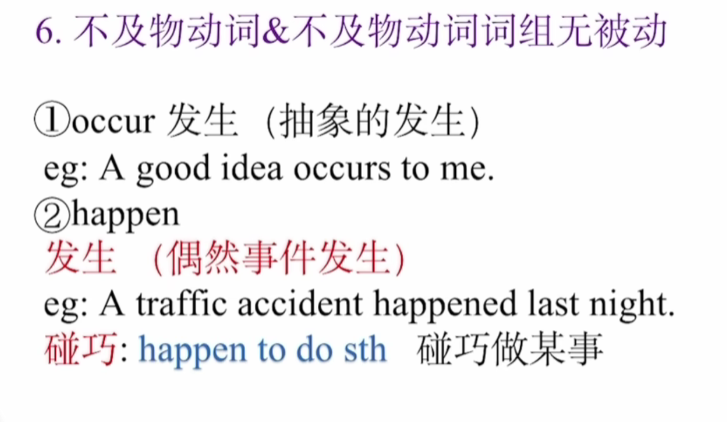 6. 不及物动词&不及物动词词组无被动
①occur 发生（抽象的发生）
eg: A good idea occurs to me.
②happen
发生 （偶然事件发生）
eg: A traffic accident happened last night.
碰巧: happen to do sth 碰巧做某事